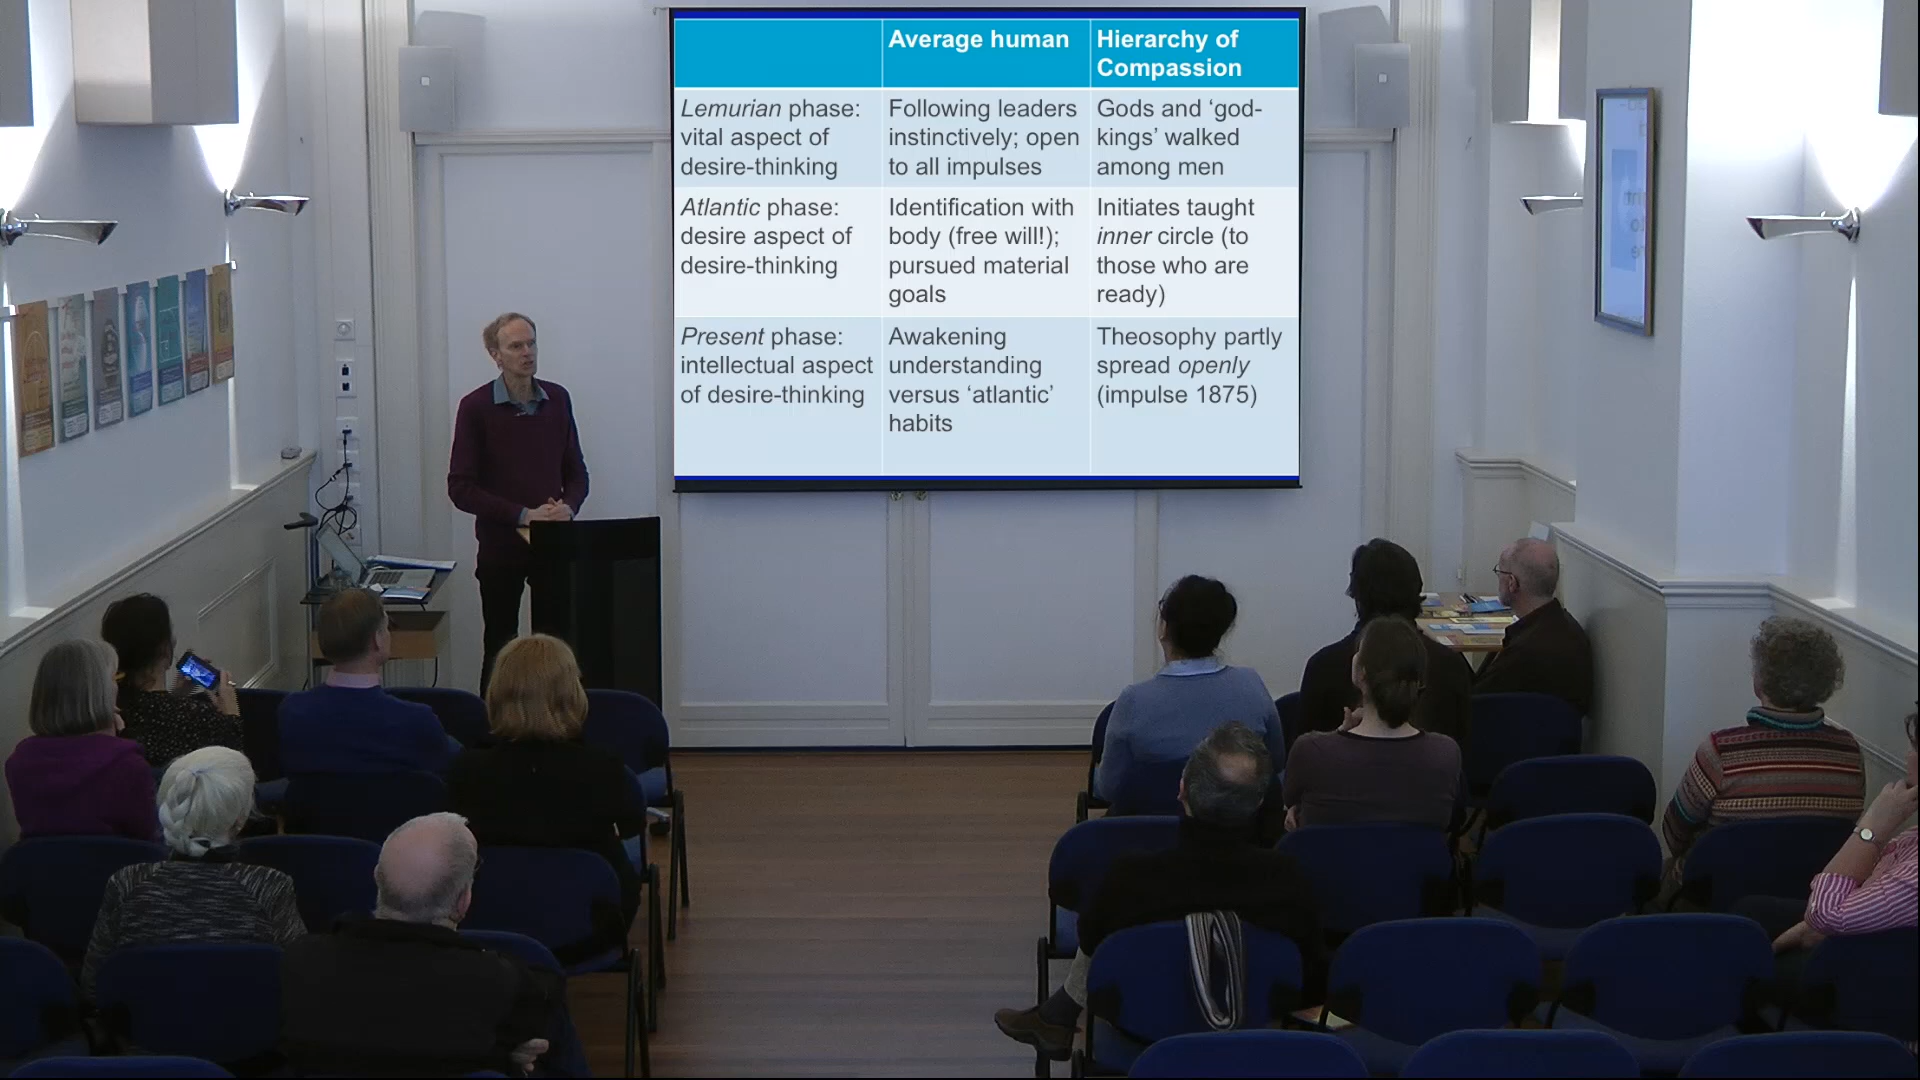 Average human
Hierarchy of
Compassion
Lemurian phase:
vital aspect of
desire-thinking
Following leaders
instinctively; open
to all impulses
Gods and ‘god-
kings’ walked
among men
Atlantic phase:
desire aspect of
desire-thinking
Identification with
body (free will!);
pursued material
goals
Initiates taught
inner circle (to
those who are
ready)
Present phase:
intellectual aspect
of desire-thinking
Awakening
understanding
versus ‘atlantic’
habits
Theosophy partly
spread openly
(impulse 1875)